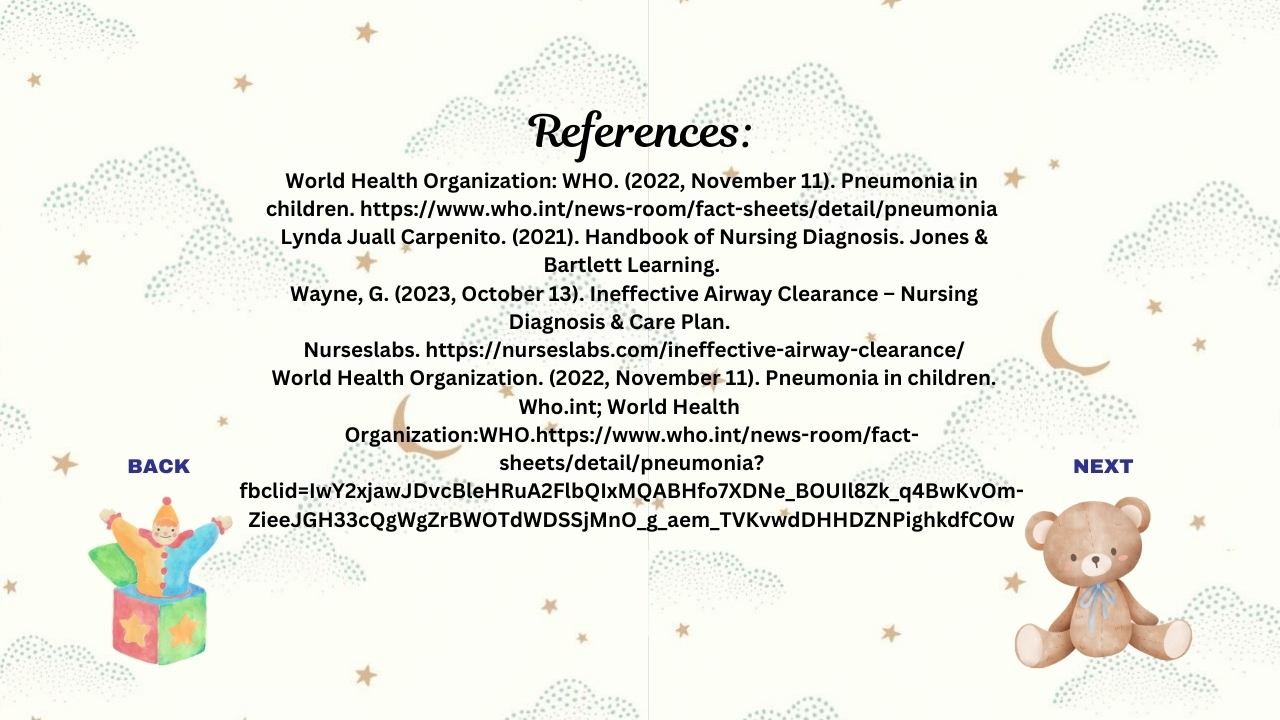 References:
World Health Organization: WHO. (2022, November 11). Pneumonia in
children. https://www.who.int/news-room/fact-sheets/detail/pneumonia
Lynda Juall Carpenito. (2021). Handbook of Nursing Diagnosis. Jones &
Bartlett Learning.
Wayne, G. (2023, October 13). Ineffective Airway Clearance – Nursing
Diagnosis & Care Plan.
Nurseslabs. https://nurseslabs.com/ineffective-airway-clearance/
World Health Organization. (2022, November 11). Pneumonia in children.
Who.int; World Health
Organization:WHO.https://www.who.int/news-room/fact-
sheets/detail/pneumonia?
fbclid=IwY2xjawJDvcBleHRuA2FlbQIxMQABHfo7XDNe_BOUIl8Zk_q4BwKvOm-
ZieeJGH33cQgWgZrBWOTdWDSSjMnO_g_aem_TVKvwdDHHDZNPighkdfCOw
BACK
NEXT